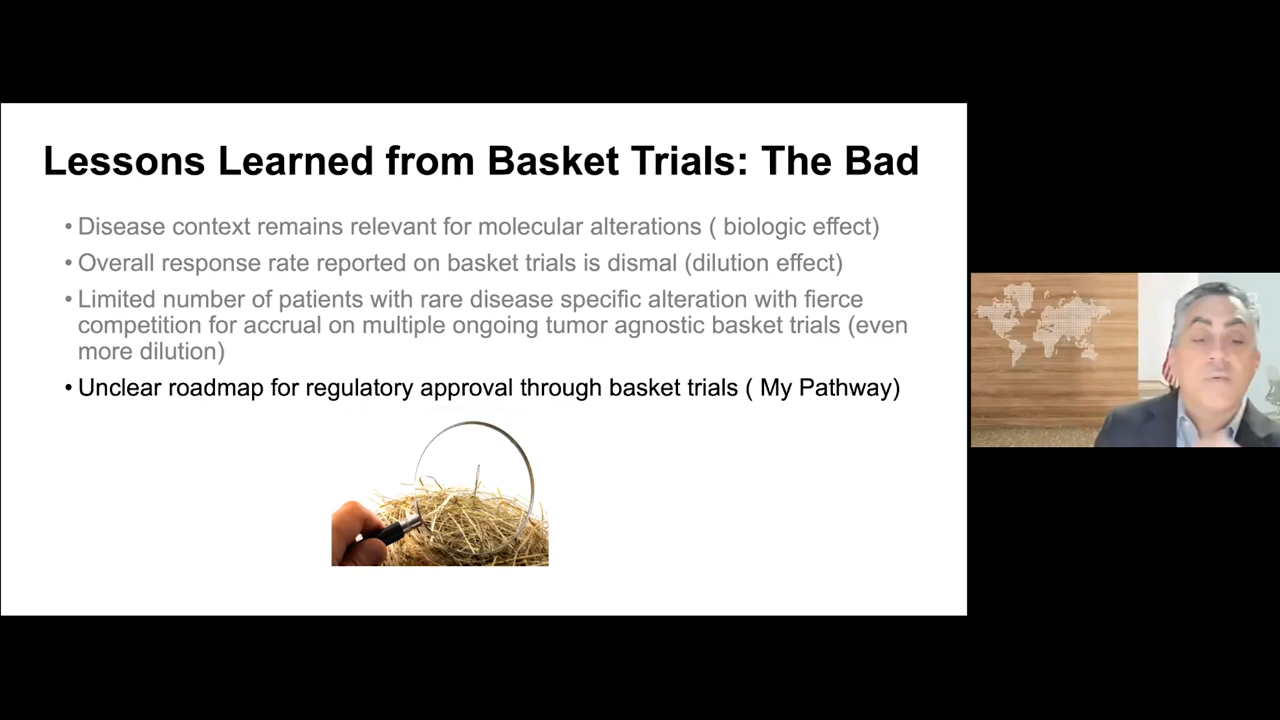 Lessons Learned from Basket Trials: The Bad
• Disease context remains relevant for molecular alterations ( biologic effect)
• Overall response rate reported on basket trials is dismal (dilution effect)
• Limited number of patients with rare disease specific alteration with fierce
competition for accrual on multiple ongoing tumor agnostic basket trials (even
more dilution)
• Unclear roadmap for regulatory approval through basket trials ( My Pathway)